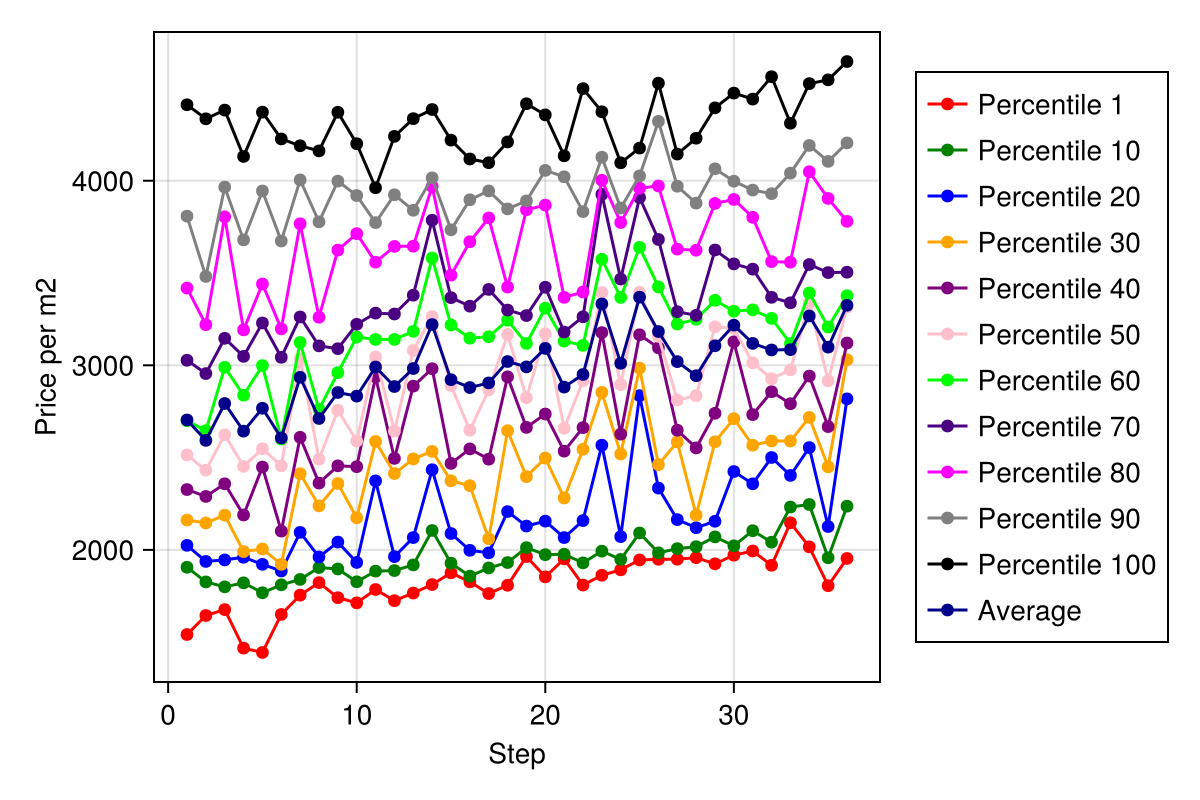 Price per m2
4000
3000
2000
0 10 20 30
Step
Percentile 1
Percentile 10
Percentile 20
Percentile 30
Percentile 40
Percentile 50
Percentile 60
Percentile 70
Percentile 80
Percentile 90
Percentile 100
Average